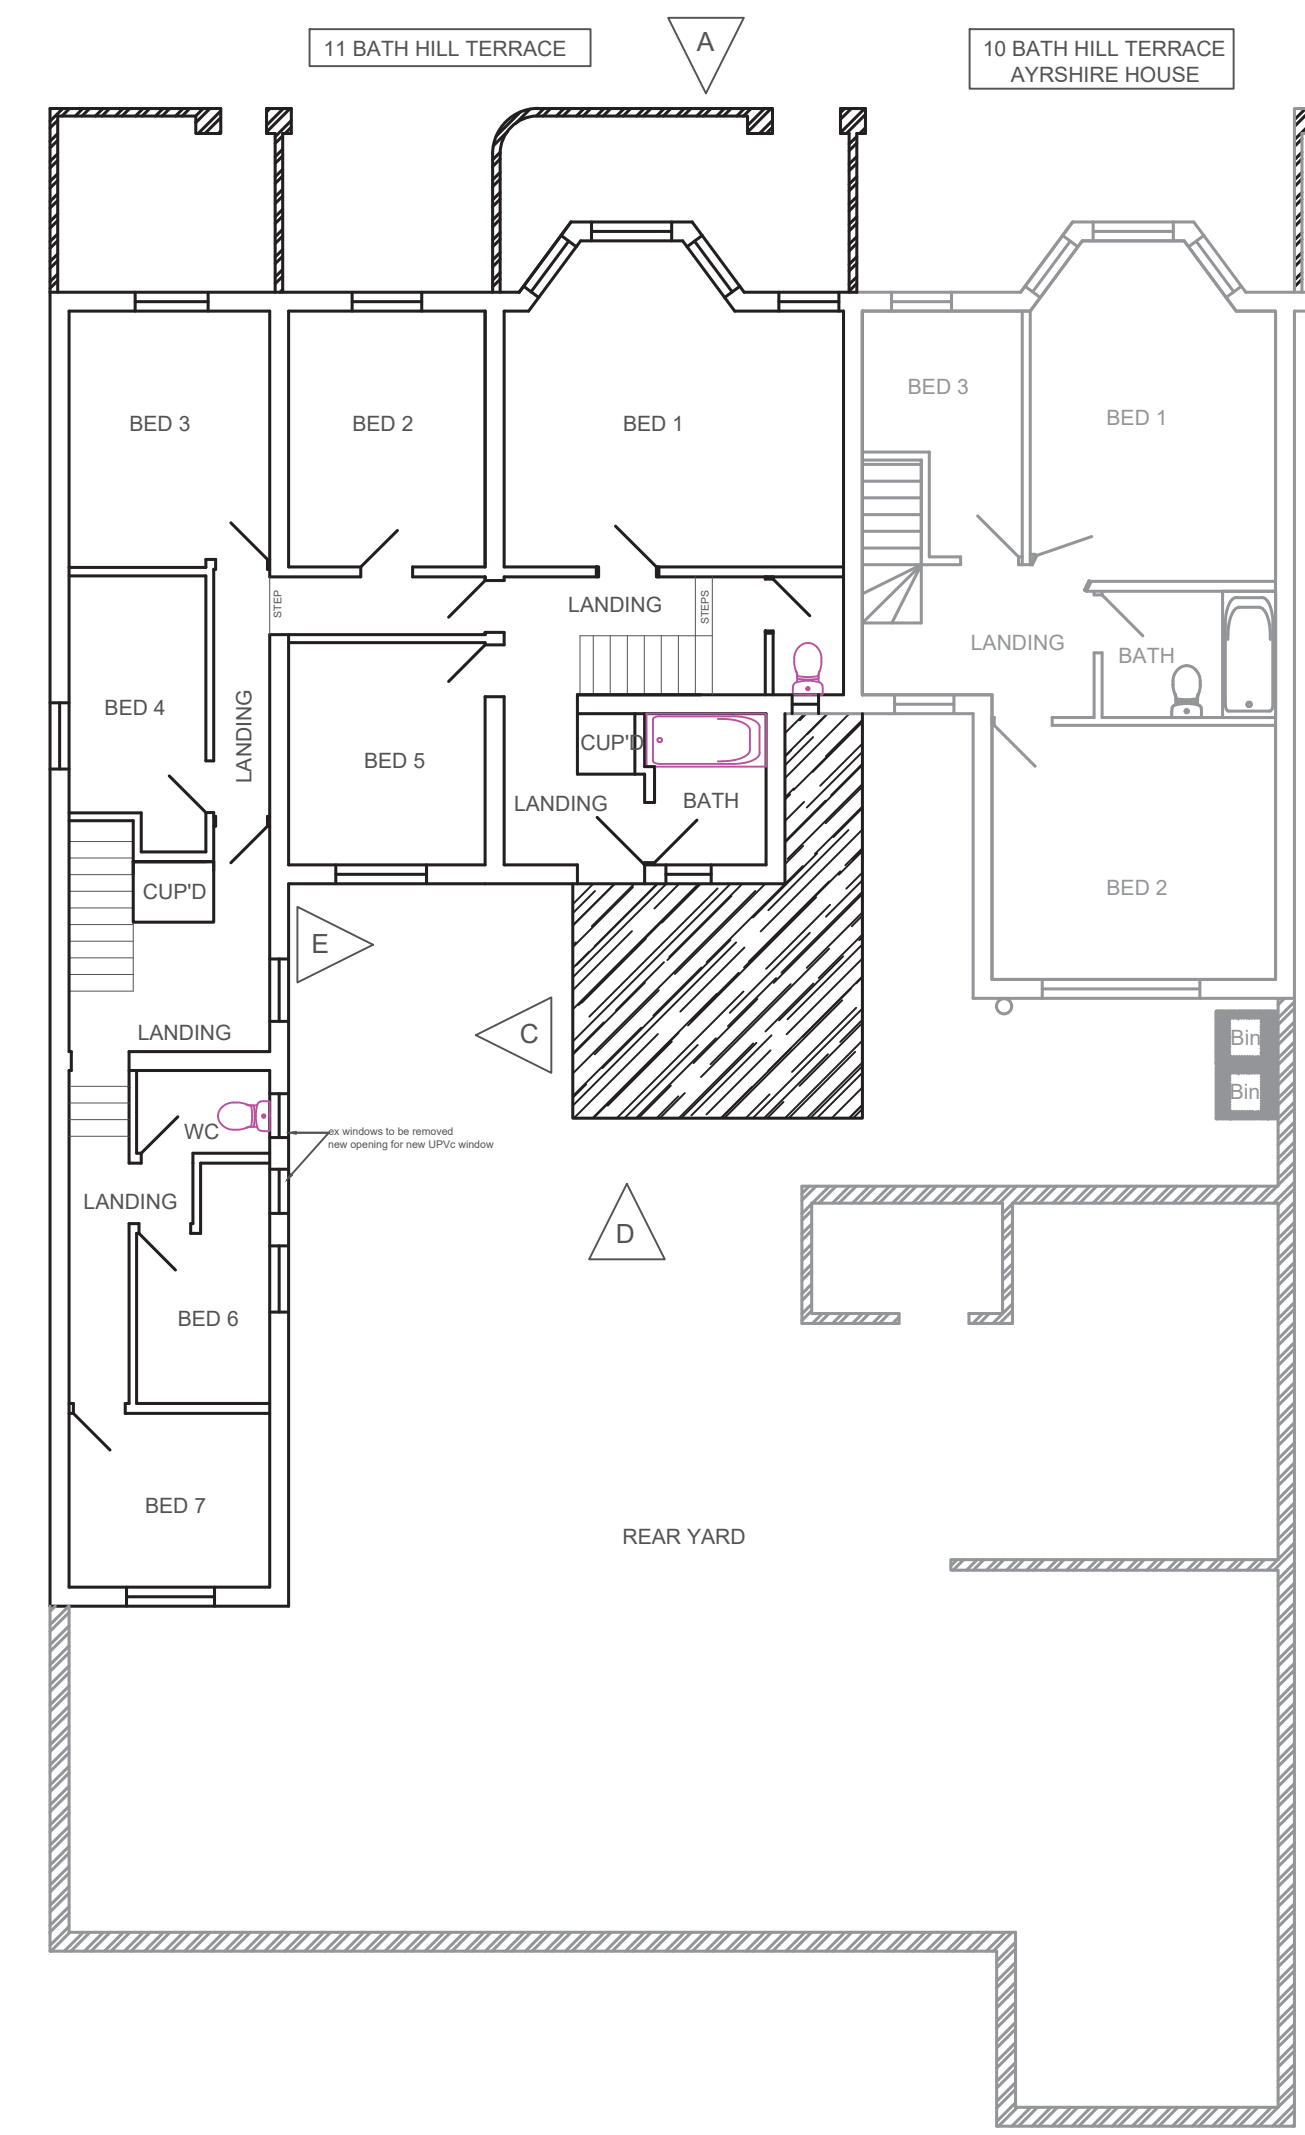 11 BATH HILL TERRACE
A
10 BATH HILL TERRACE
AYRSHIRE HOUSE
BED 3
BED 2
BED 1
BED 3
BED 1
STEP
LANDING
STEPS
LANDING
BATH
BED 4
LANDING
BED 5
CUP'D
LANDING
BATH
CUP'D
BED 2
E
C
LANDING
Bin
Bin
WC
ex windows to be removed
new opening for new UPVc window
LANDING
D
BED 6
BED 7
REAR YARD